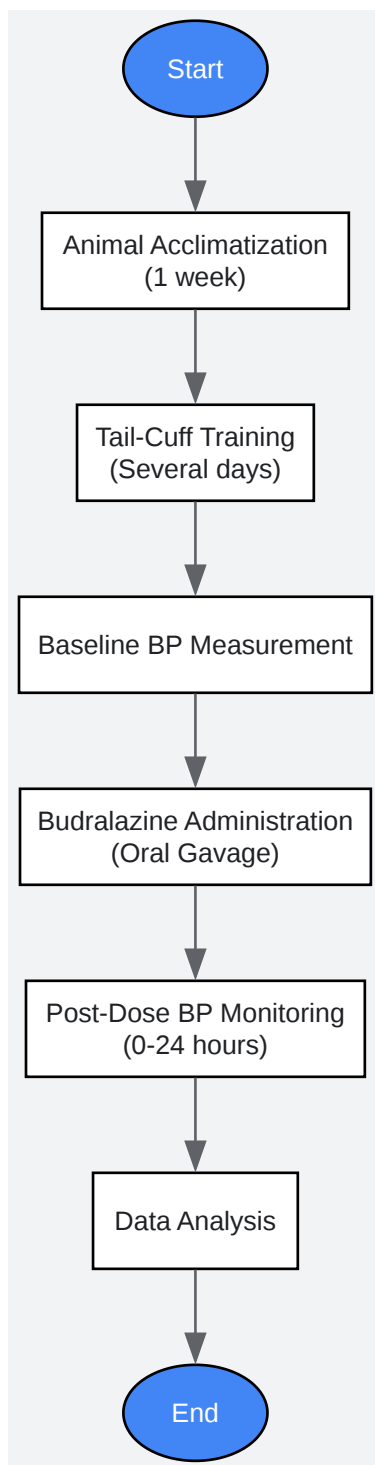 Start
Animal Acclimatization
(1 week)
Tail-Cuff Training
(Several days)
Baseline BP Measurement
Budralazine Administration
(Oral Gavage)
Post-Dose BP Monitoring
(0-24 hours)
Data Analysis
End